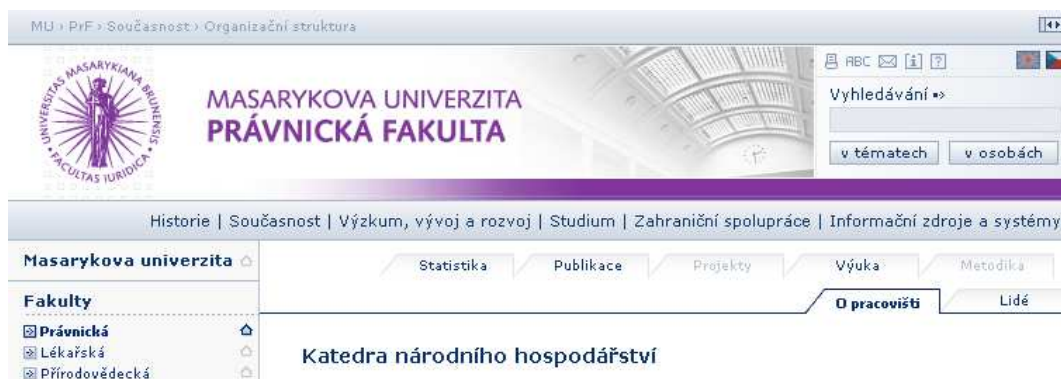 MU › PrF › Současnost › Organizační struktura
UNIVERSITAS MASARYKIANA BRUNENSIS
FACULTAS IURIDICA
MASARYKOVA UNIVERZITA
PRÁVNICKÁ FAKULTA
ABC
Vyhledávání
v tématech
v osobách
Historie | Současnost | Výzkum, vývoj a rozvoj | Studium | Zahraniční spolupráce | Informační zdroje a systémy
Masarykova univerzita
Statistika
Publikace
Projekty
Výuka
Metodika
Fakulty
O pracovišti
Lidé
Právnická
Lékařská
Přírodovědecká
Katedra národního hospodářství